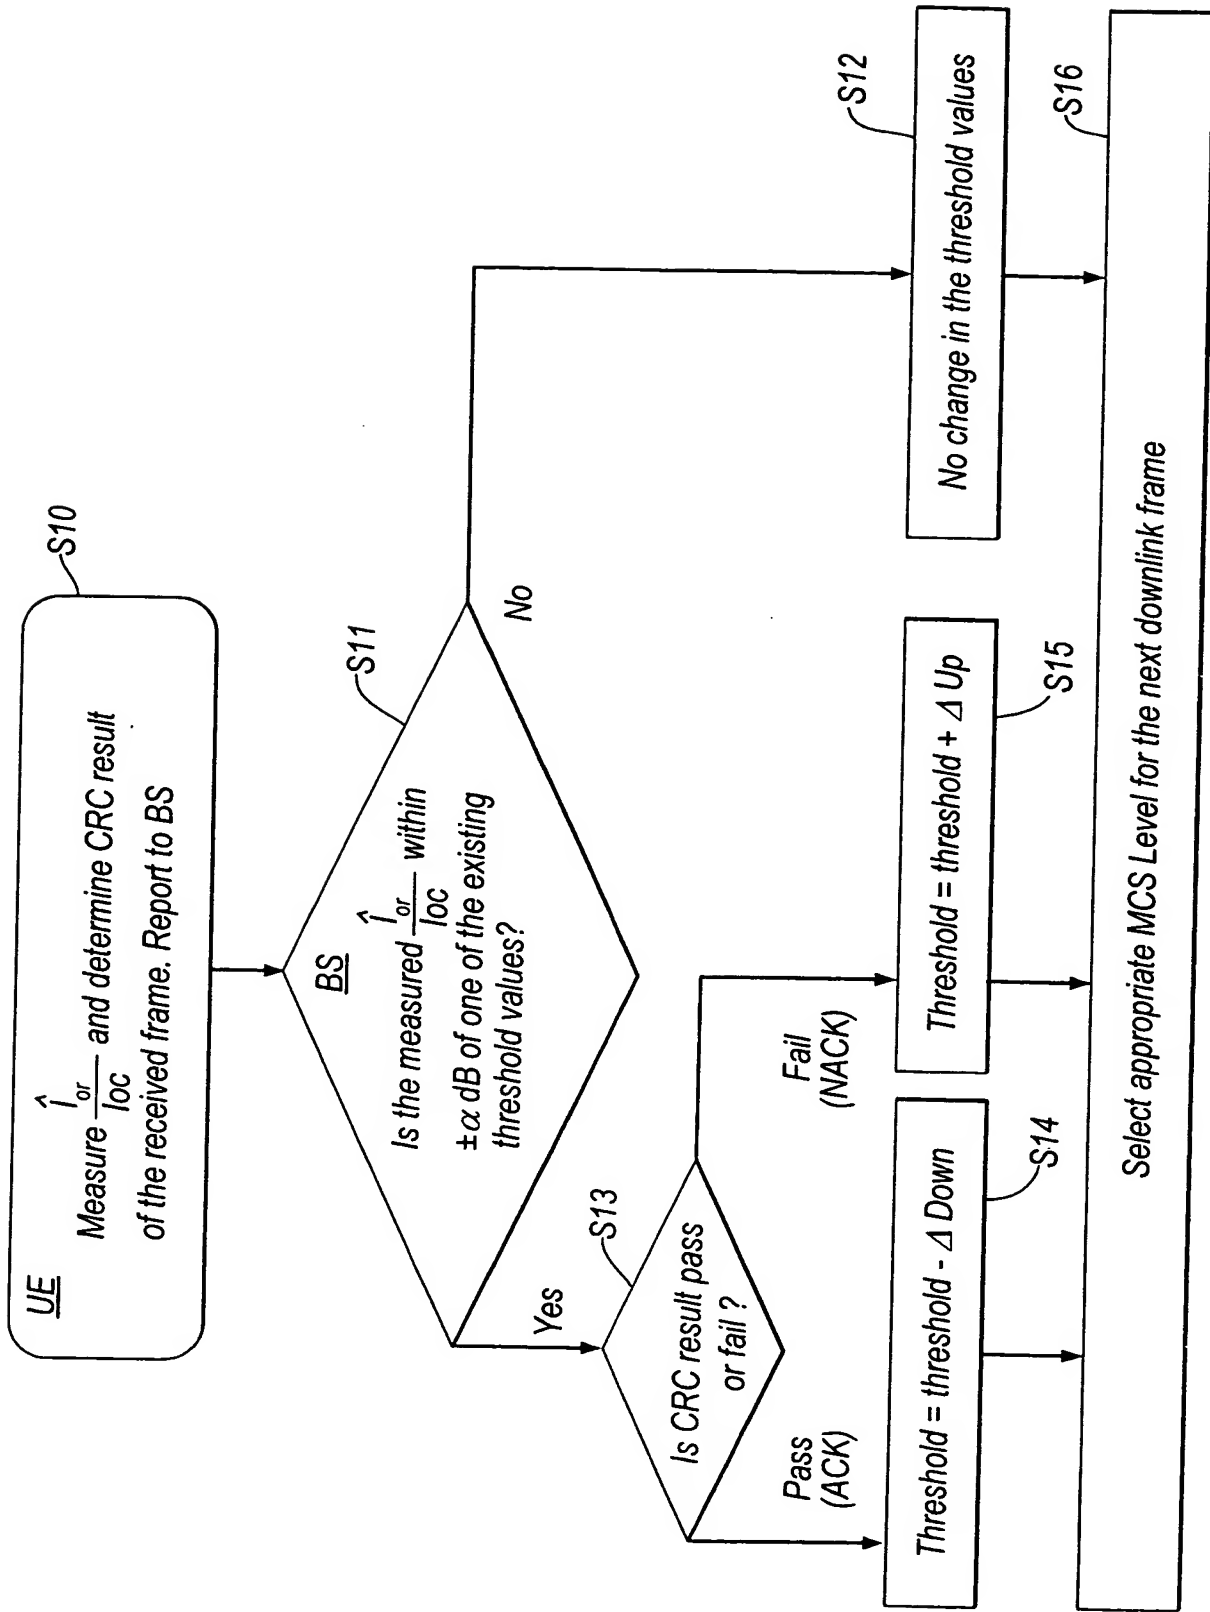 UE
Measure Îor/Ioc and determine CRC result
of the received frame. Report to BS
S10
BS
Is the measured Îor/Ioc within
±α dB of one of the existing
threshold values?
S11
Yes
No
Is CRC result pass
or fail ?
S13
Pass
(ACK)
Fail
(NACK)
Threshold = threshold - Δ Down
S14
Threshold = threshold + Δ Up
S15
No change in the threshold values
S12
Select appropriate MCS Level for the next downlink frame
S16